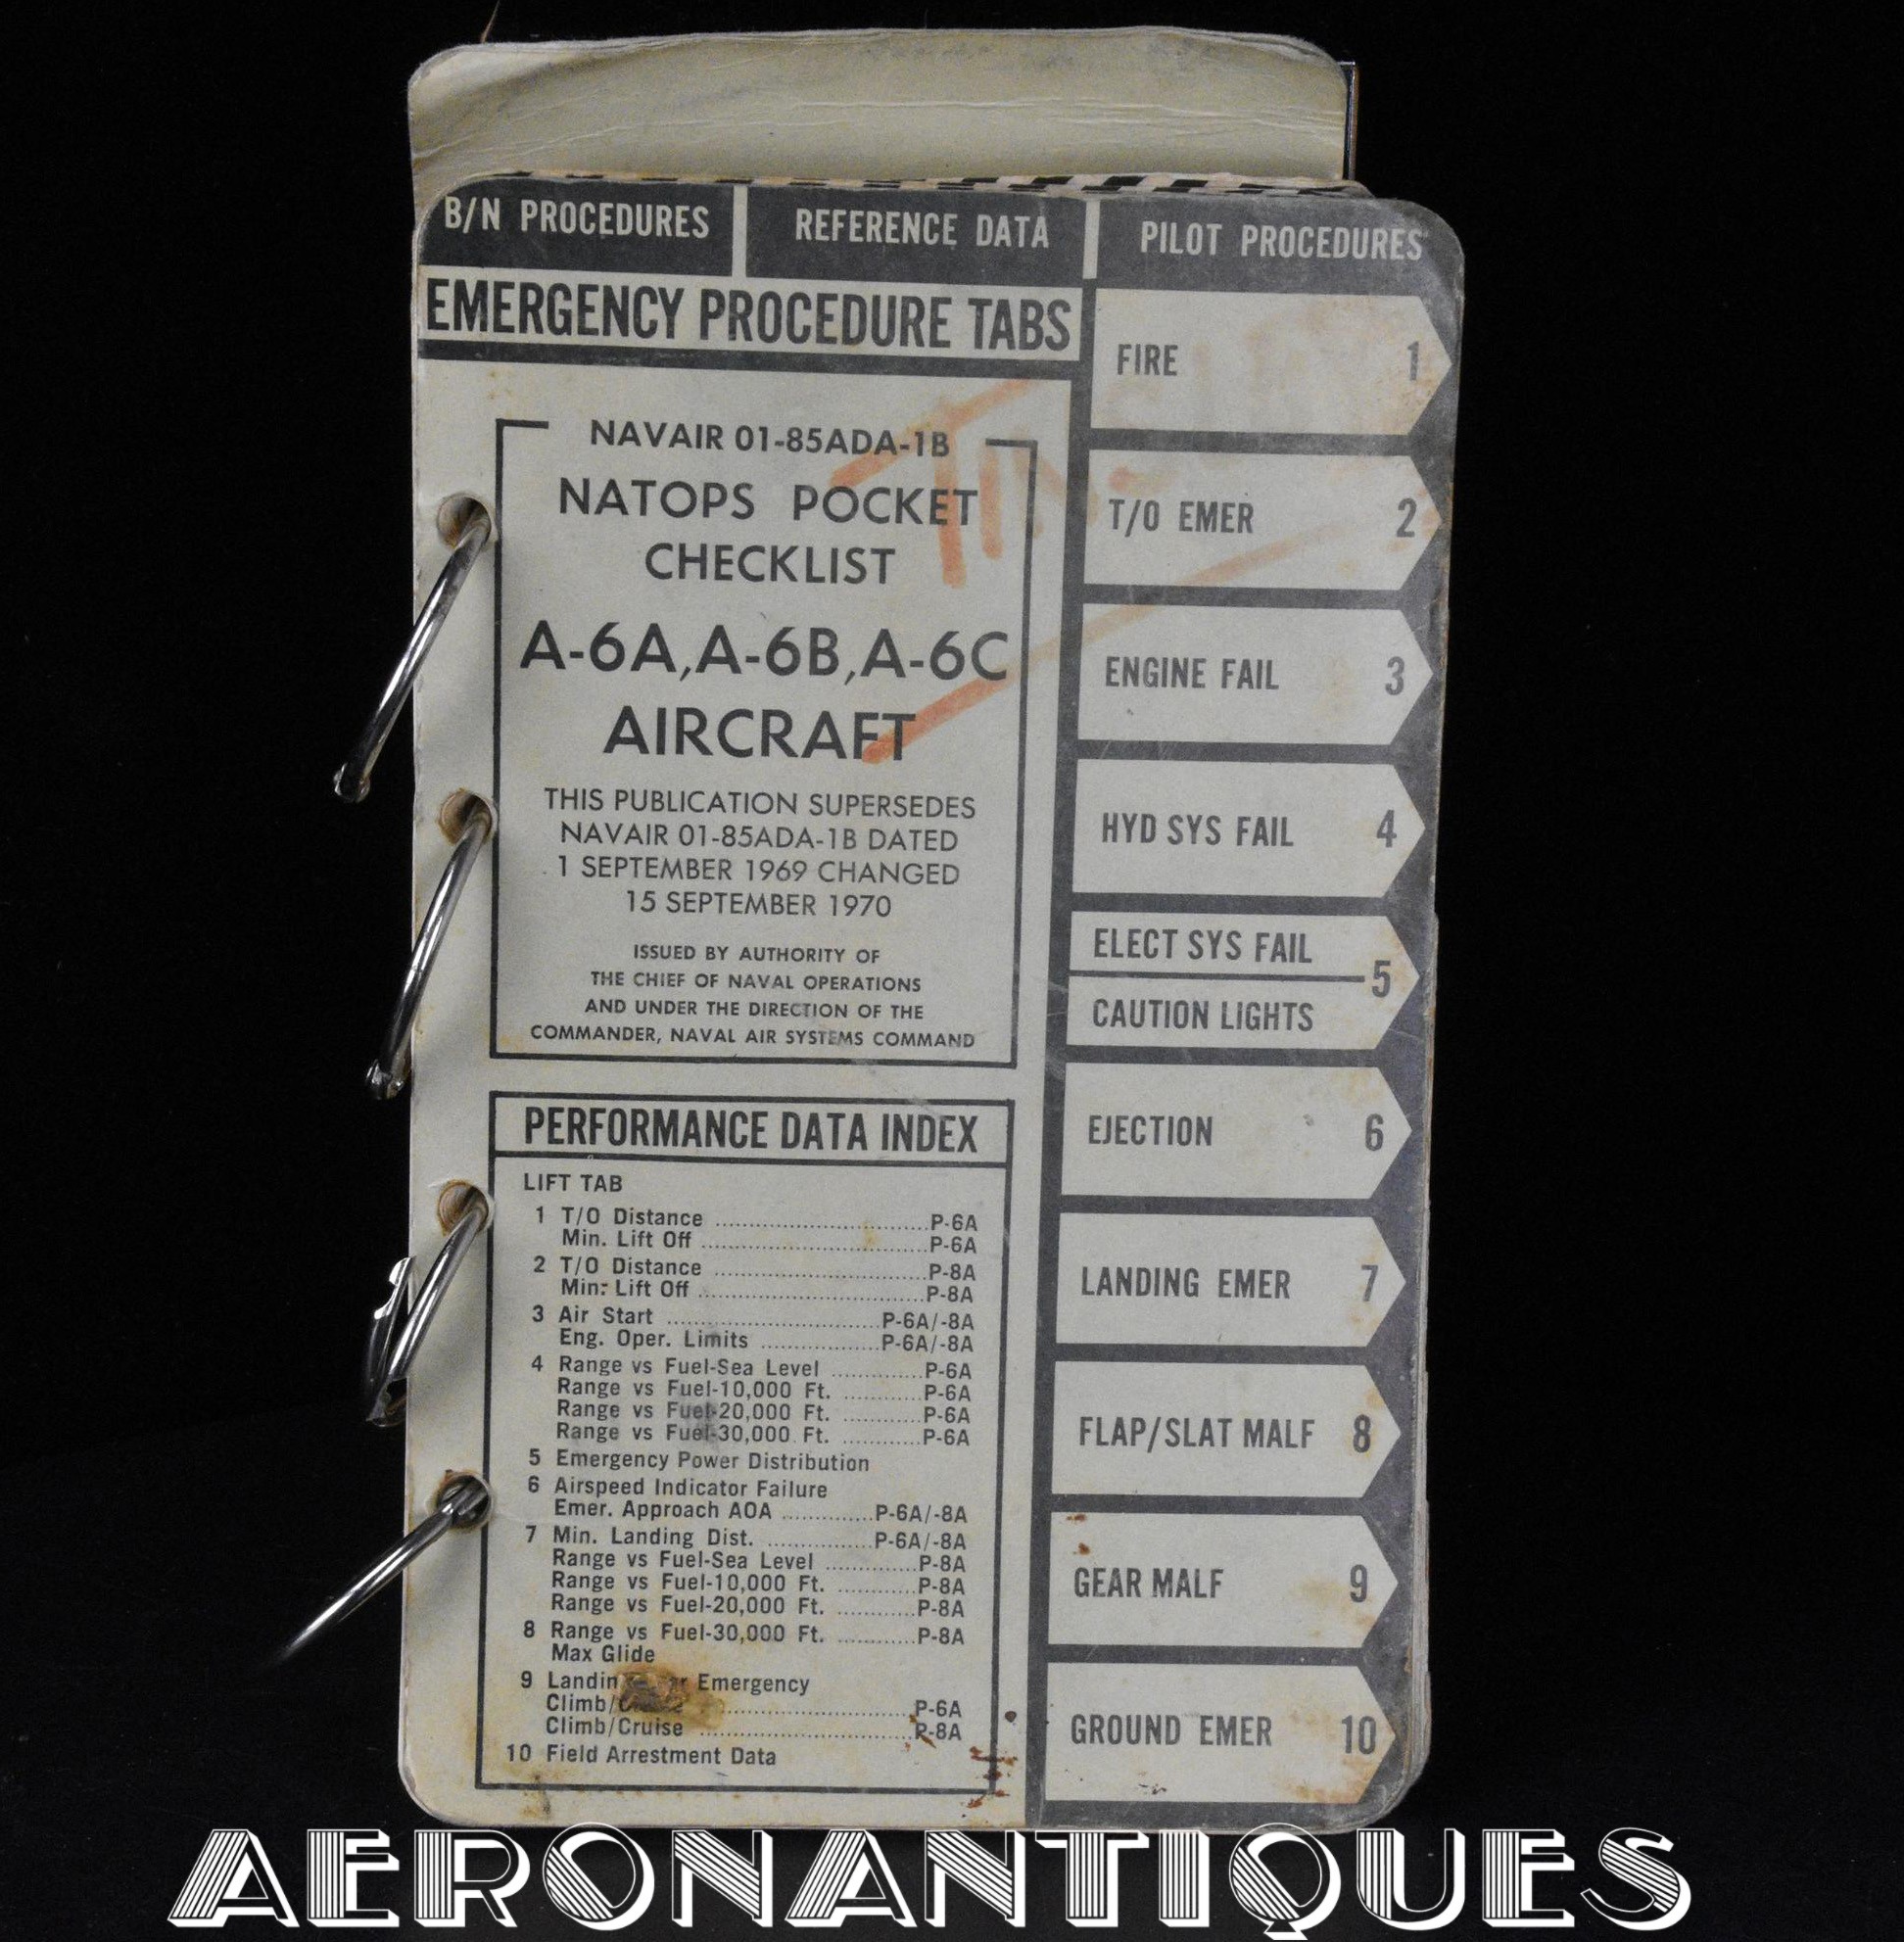 B/N PROCEDURES
REFERENCE DATA
PILOT PROCEDURES
EMERGENCY PROCEDURE TABS
NAVAIR 01-85ADA-1B
NATOPS POCKET
CHECKLIST
A-6A,A-6B,A-6C
AIRCRAFT
THIS PUBLICATION SUPERSEDES
NAVAIR 01-85ADA-1B DATED
1 SEPTEMBER 1969 CHANGED
15 SEPTEMBER 1970
ISSUED BY AUTHORITY OF
THE CHIEF OF NAVAL OPERATIONS
AND UNDER THE DIRECTION OF THE
COMMANDER, NAVAL AIR SYSTEMS COMMAND
PERFORMANCE DATA INDEX
LIFT TAB
1 T/O Distance ........ P-6A
Min. Lift Off ........ P-6A
2 T/O Distance ........ P-8A
Min. Lift Off ........ P-8A
3 Air Start ........ P-6A/-8A
Eng. Oper. Limits ........ P-6A/-8A
4 Range vs Fuel-Sea Level ........ P-6A
Range vs Fuel-10,000 Ft. ........ P-6A
Range vs Fuel-20,000 Ft. ........ P-6A
Range vs Fuel-30,000 Ft. ........ P-6A
5 Emergency Power Distribution
6 Airspeed Indicator Failure
Emer. Approach AOA ........ P-6A/-8A
7 Min. Landing Dist. ........ P-6A/-8A
Range vs Fuel-Sea Level ........ P-8A
Range vs Fuel-10,000 Ft. ........ P-8A
Range vs Fuel-20,000 Ft. ........ P-8A
8 Range vs Fuel-30,000 Ft. ........ P-8A
Max Glide
9 Emergency
Climb/ ........ P-6A
Climb/Cruise ........ P-8A
10 Field Arrestment Data
FIRE 1
T/O EMER 2
ENGINE FAIL 3
HYD SYS FAIL 4
ELECT SYS FAIL
5
CAUTION LIGHTS
EJECTION 6
LANDING EMER 7
FLAP/SLAT MALF 8
GEAR MALF 9
GROUND EMER 10
AERONANTIQUES